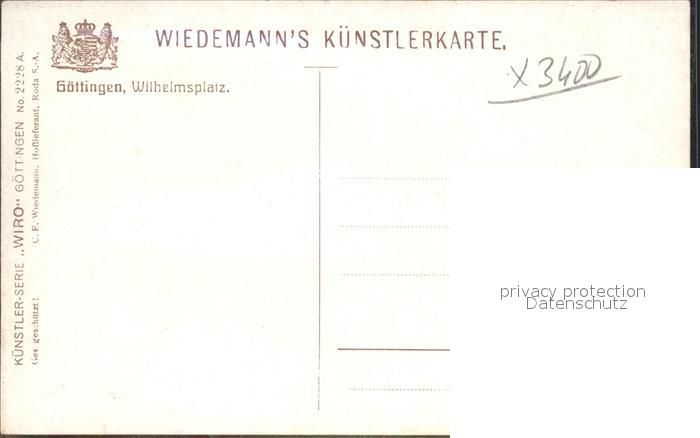 WIEDEMANN'S KÜNSTLERKARTE.
Göttingen, Wilhelmsplatz.
x 3400
KÜNSTLER-SERIE „WIRO" GÖTTINGEN No. 2228 A.
Ges geschützt! C. F. Wiedemann, Hoflieferant, Roda S.-A.
privacy protection
Datenschutz